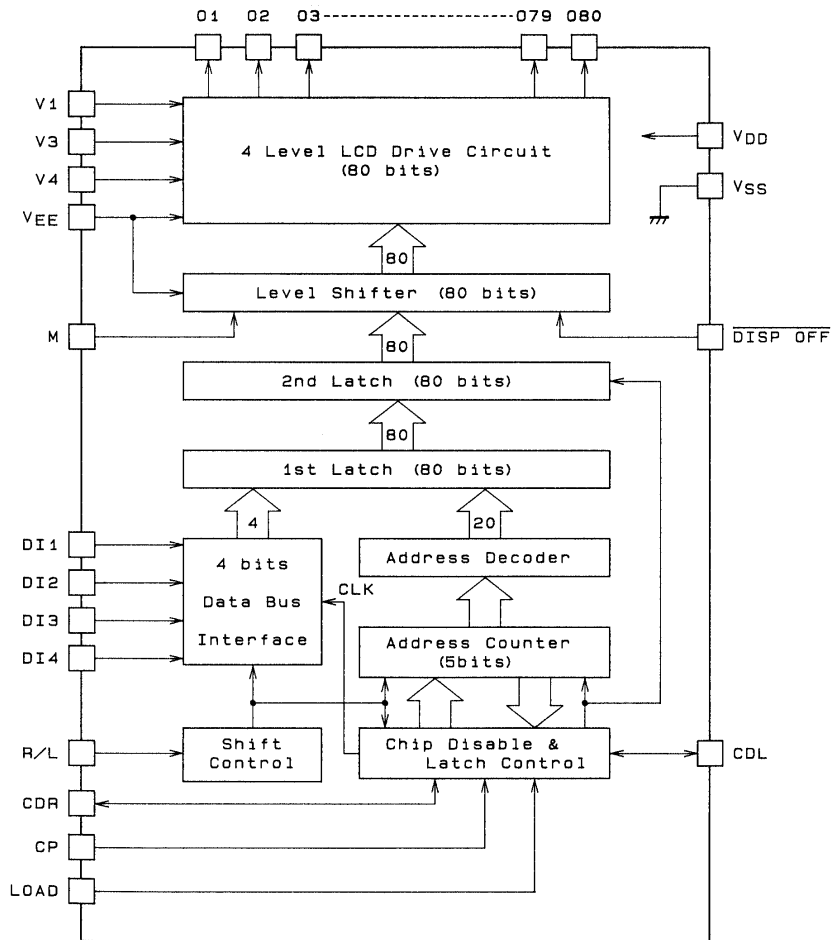 O1 O2 O3 O79 O80
V1
V3
V4
VEE
4 Level LCD Drive Circuit
(80 bits)
VDD
VSS
80
Level Shifter (80 bits)
M
DISP OFF
80
2nd Latch (80 bits)
80
1st Latch (80 bits)
4
20
DI1
DI2
DI3
DI4
4 bits
Data Bus
Interface
CLK
Address Decoder
Address Counter
(5bits)
R/L
Shift
Control
Chip Disable &
Latch Control
CDL
CDR
CP
LOAD